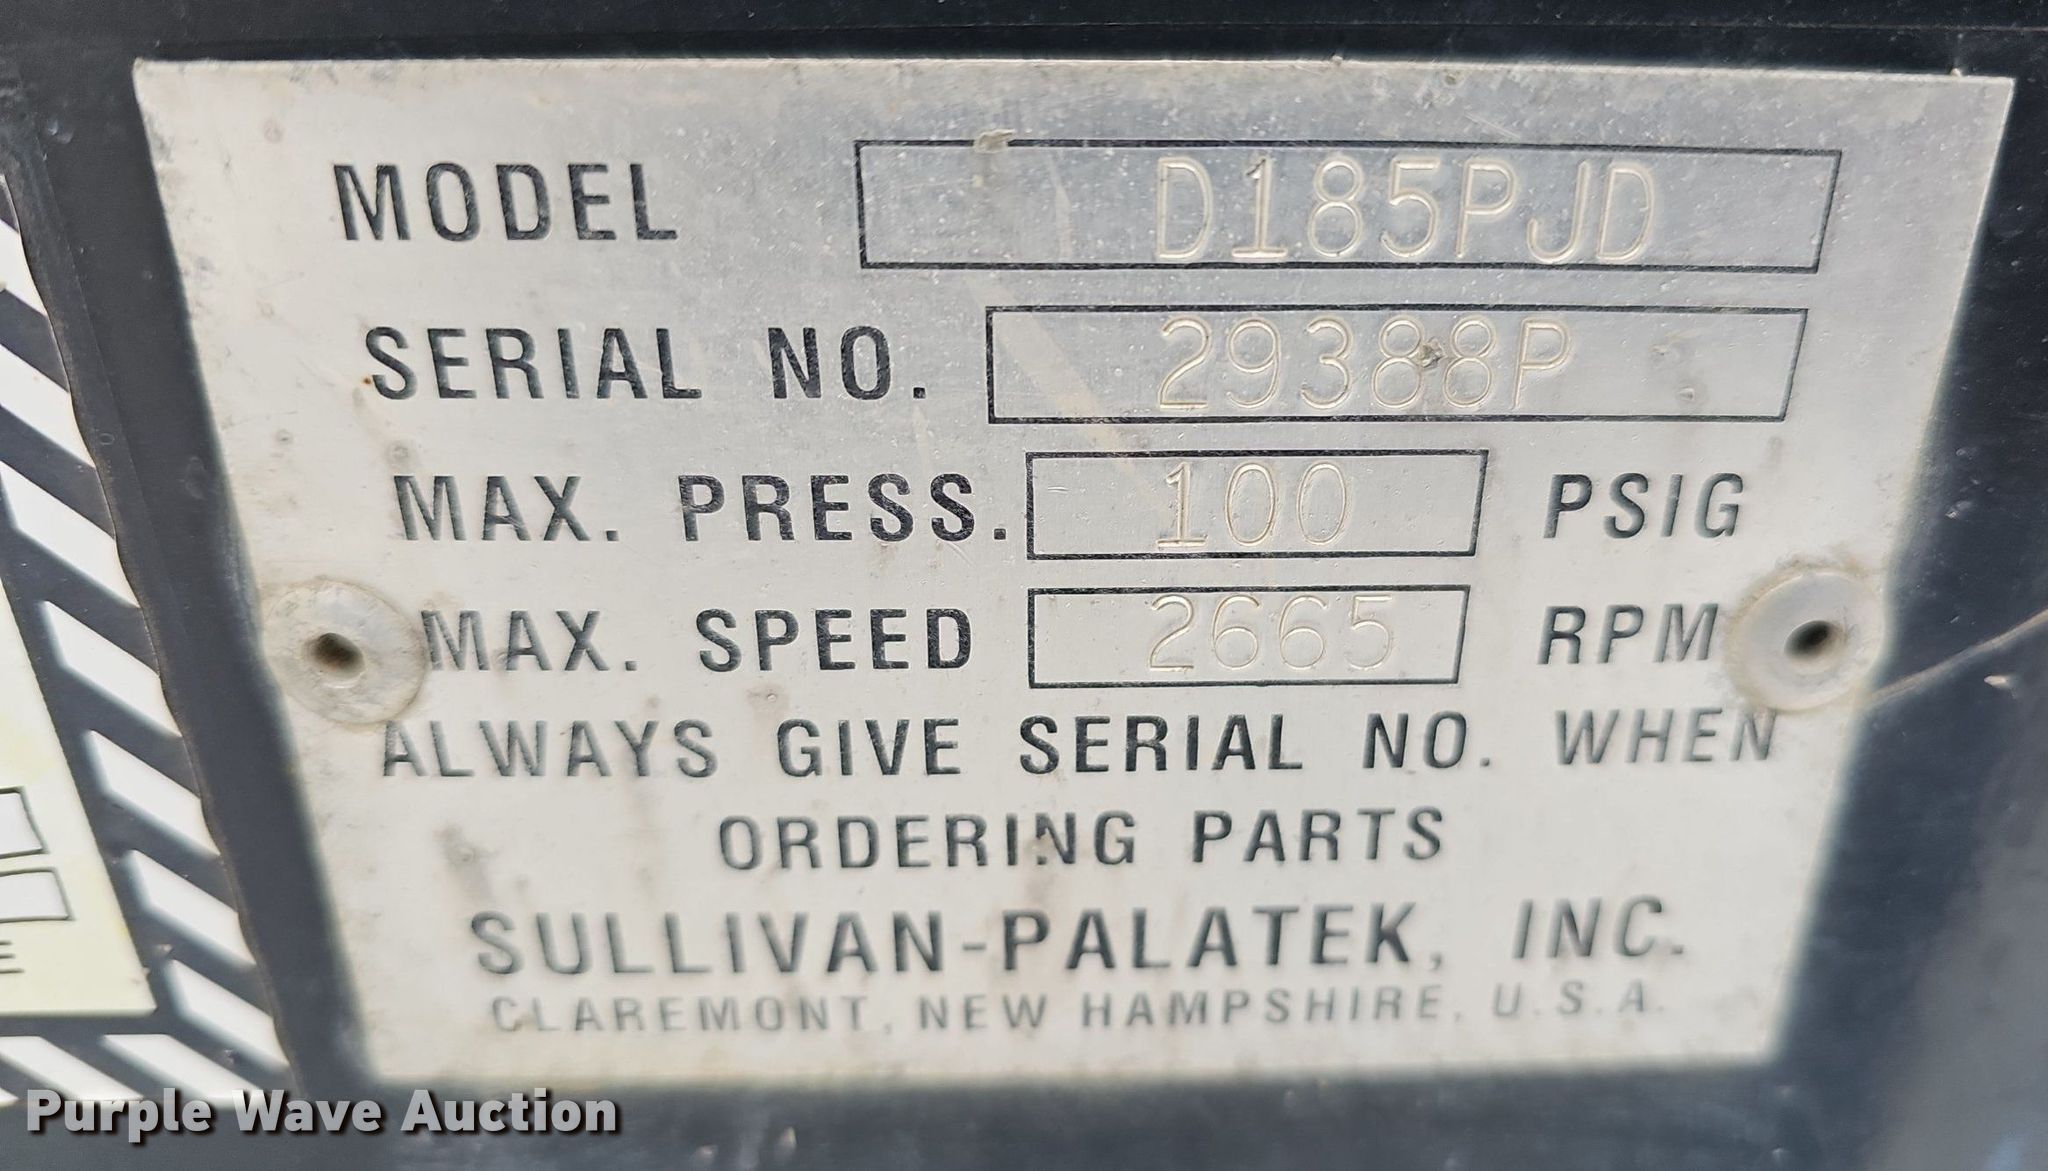 MODEL D185PJD
SERIAL NO. 29388P
MAX. PRESS. 100 PSIG
MAX. SPEED 2665 RPM
ALWAYS GIVE SERIAL NO. WHEN
ORDERING PARTS
SULLIVAN-PALATEK, INC.
CLAREMONT, NEW HAMPSHIRE, U.S.A.
E
Purple Wave Auction